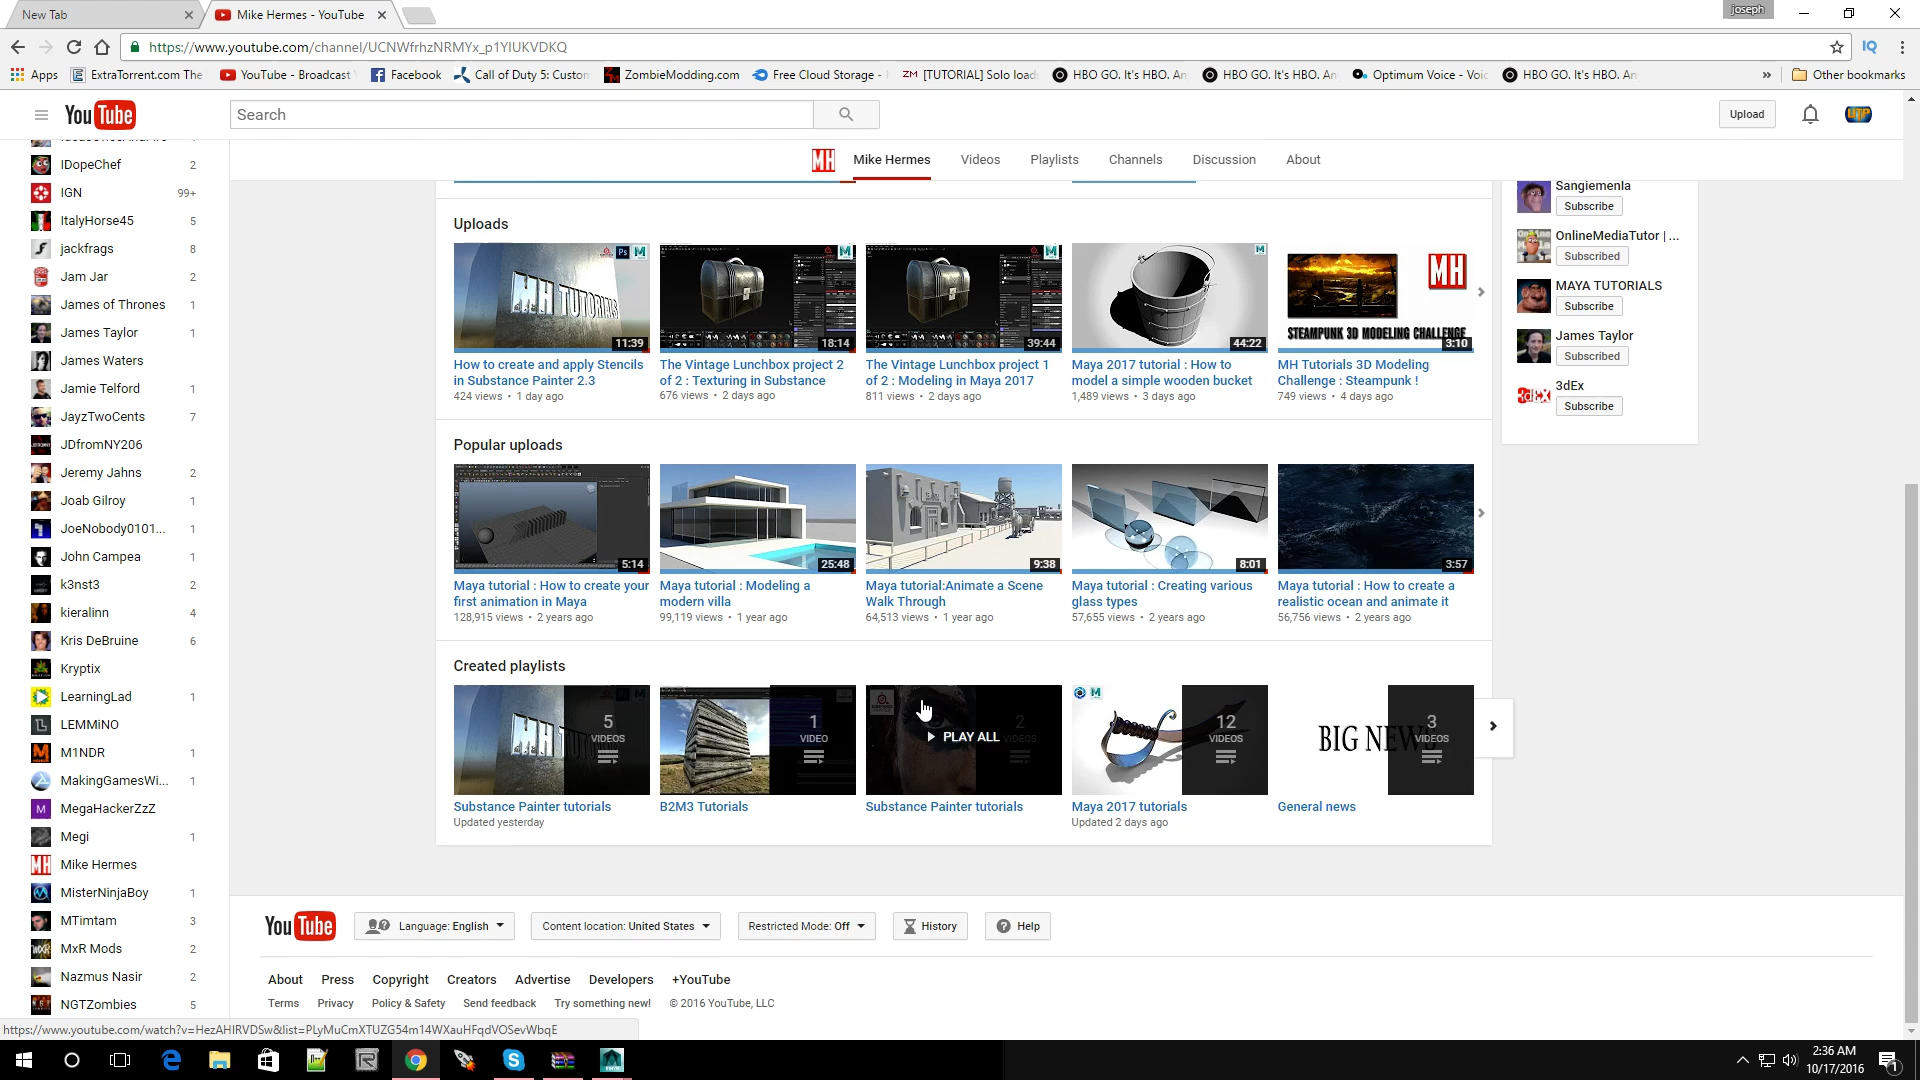 New Tab
Mike Hermes - YouTube
joseph
https://www.youtube.com/channel/UCNWfrhzNRMYx_p1YIUKVDKQ
IQ
Apps
ExtraTorrent.com The
YouTube - Broadcast
Facebook
Call of Duty 5: Custom
ZombieModding.com
Free Cloud Storage -
[TUTORIAL] Solo load
HBO GO. It's HBO. An
HBO GO. It's HBO. An
Optimum Voice - Voic
HBO GO. It's HBO. An
Other bookmarks
YouTube
Search
Upload
UTP
MH
Mike Hermes
Videos
Playlists
Channels
Discussion
About
IDopeChef 2
IGN 99+
ItalyHorse45 5
jackfrags 8
Jam Jar 2
James of Thrones 1
James Taylor 1
James Waters
Jamie Telford 1
JayzTwoCents 7
JDfromNY206
Jeremy Jahns 2
Joab Gilroy 1
JoeNobody0101... 1
John Campea 1
k3nst3 2
kieralinn 4
Kris DeBruine 6
Kryptix
LearningLad 1
LEMMiNO
M1NDR 1
MakingGamesWi... 1
MegaHackerZzZ
Megi 1
Mike Hermes
MisterNinjaBoy 1
MTimtam 3
MxR Mods 2
Nazmus Nasir 2
NGTZombies 5
Uploads
MH TUTORIALS
11:39
18:14
39:44
44:22
MH
STEAMPUNK 3D MODELING CHALLENGE
3:10
How to create and apply Stencils in Substance Painter 2.3
424 views • 1 day ago
The Vintage Lunchbox project 2 of 2 : Texturing in Substance
676 views • 2 days ago
The Vintage Lunchbox project 1 of 2 : Modeling in Maya 2017
811 views • 2 days ago
Maya 2017 tutorial : How to model a simple wooden bucket
1,489 views • 3 days ago
MH Tutorials 3D Modeling Challenge : Steampunk !
749 views • 4 days ago
Popular uploads
5:14
25:48
9:38
8:01
3:57
Maya tutorial : How to create your first animation in Maya
128,915 views • 2 years ago
Maya tutorial : Modeling a modern villa
99,119 views • 1 year ago
Maya tutorial:Animate a Scene Walk Through
64,513 views • 1 year ago
Maya tutorial : Creating various glass types
57,655 views • 2 years ago
Maya tutorial : How to create a realistic ocean and animate it
56,756 views • 2 years ago
Created playlists
5 VIDEOS
1 VIDEO
PLAY ALL
2 VIDEOS
12 VIDEOS
BIG NEWS
3 VIDEOS
Substance Painter tutorials
Updated yesterday
B2M3 Tutorials
Substance Painter tutorials
Maya 2017 tutorials
Updated 2 days ago
General news
Sangiemenla
Subscribe
OnlineMediaTutor | ...
Subscribed
MAYA TUTORIALS
Subscribe
James Taylor
Subscribed
3dEx
Subscribe
YouTube
Language: English
Content location: United States
Restricted Mode: Off
History
Help
About
Press
Copyright
Creators
Advertise
Developers
+YouTube
Terms
Privacy
Policy & Safety
Send feedback
Try something new!
© 2016 YouTube, LLC
https://www.youtube.com/watch?v=HezAHIRVDSw&list=PLyMuCmXTUZG54m14WXauHFqdVOSevWbqE
2:36 AM
10/17/2016
1